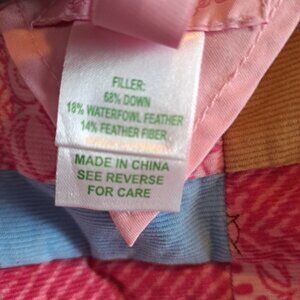 FILLER:
68% DOWN
18% WATERFOWL FEATHER
14% FEATHER FIBER
MADE IN CHINA
SEE REVERSE
FOR CARE